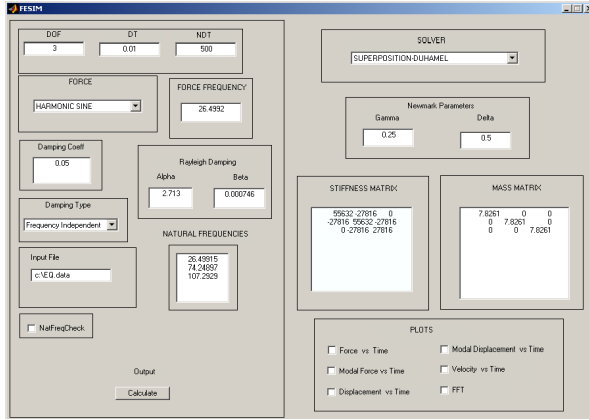 FESIM
DOF DT NDT
3 0.01 500
FORCE
HARMONIC SINE
FORCE FREQUENCY
26.4992
Damping Coeff
0.05
Rayleigh Damping
Alpha Beta
2.713 0.000746
Damping Type
Frequency Independent
NATURAL FREQUENCIES
26.49915
74.24897
107.2929
Input File
c:\EQ.data
NatFreqCheck
Output
Calculate
SOLVER
SUPERPOSITION-DUHAMEL
Newmark Parameters
Gamma Delta
0.25 0.5
STIFFNESS MATRIX
55632 -27816 0
-27816 55632 -27816
0 -27816 27816
MASS MATRIX
7.8261 0 0
0 7.8261 0
0 0 7.8261
PLOTS
Force vs Time
Modal Displacement vs Time
Modal Force vs Time
Velocity vs Time
Displacement vs Time
FFT